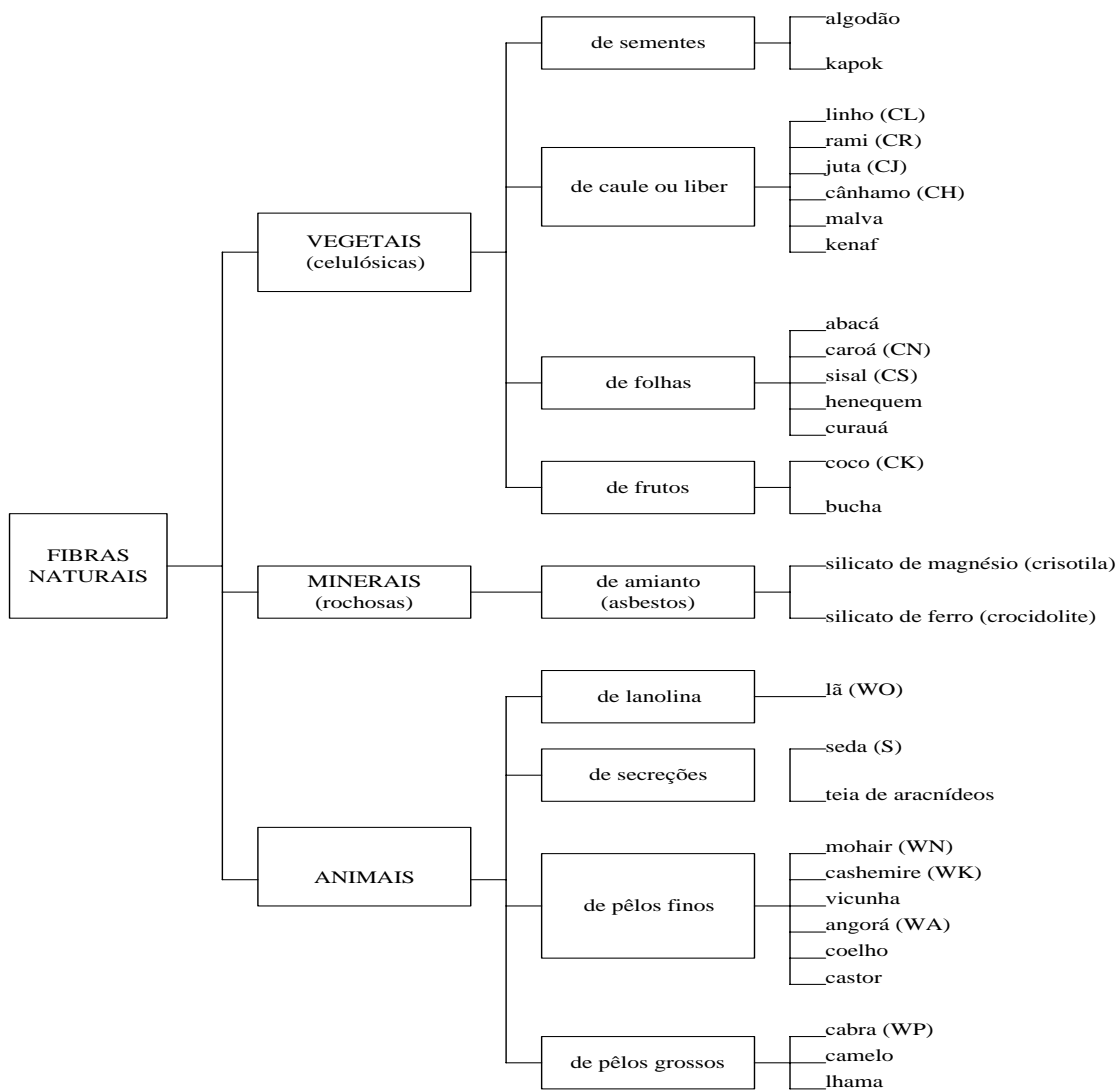 FIBRAS
NATURAIS
VEGETAIS
(celulósicas)
de sementes
algodão
kapok
de caule ou liber
linho (CL)
rami (CR)
juta (CJ)
cânhamo (CH)
malva
kenaf
de folhas
abacá
caroá (CN)
sisal (CS)
henequem
curauá
de frutos
coco (CK)
bucha
MINERAIS
(rochosas)
de amianto
(asbestos)
silicato de magnésio (crisotila)
silicato de ferro (crocidolite)
ANIMAIS
de lanolina
lã (WO)
de secreções
seda (S)
teia de aracnídeos
de pêlos finos
mohair (WN)
cashemire (WK)
vicunha
angorá (WA)
coelho
castor
de pêlos grossos
cabra (WP)
camelo
lhama